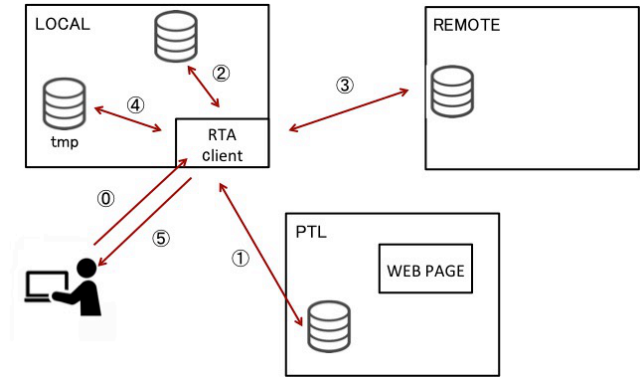 LOCAL
REMOTE
②
③
④
tmp
RTA
client
⓪
⑤
①
PTL
WEB PAGE